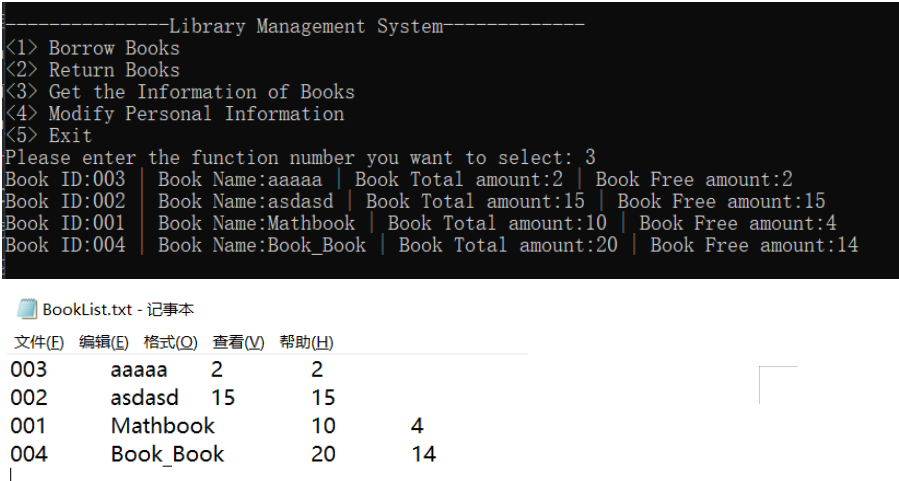 ---------------Library Management System-------------
<1> Borrow Books
<2> Return Books
<3> Get the Information of Books
<4> Modify Personal Information
<5> Exit
Please enter the function number you want to select: 3
Book ID:003 | Book Name:aaaaa | Book Total amount:2 | Book Free amount:2
Book ID:002 | Book Name:asdasd | Book Total amount:15 | Book Free amount:15
Book ID:001 | Book Name:Mathbook | Book Total amount:10 | Book Free amount:4
Book ID:004 | Book Name:Book_Book | Book Total amount:20 | Book Free amount:14
BookList.txt - 记事本
文件(F) 编辑(E) 格式(O) 查看(V) 帮助(H)
003 aaaaa 2 2
002 asdasd 15 15
001 Mathbook 10 4
004 Book_Book 20 14